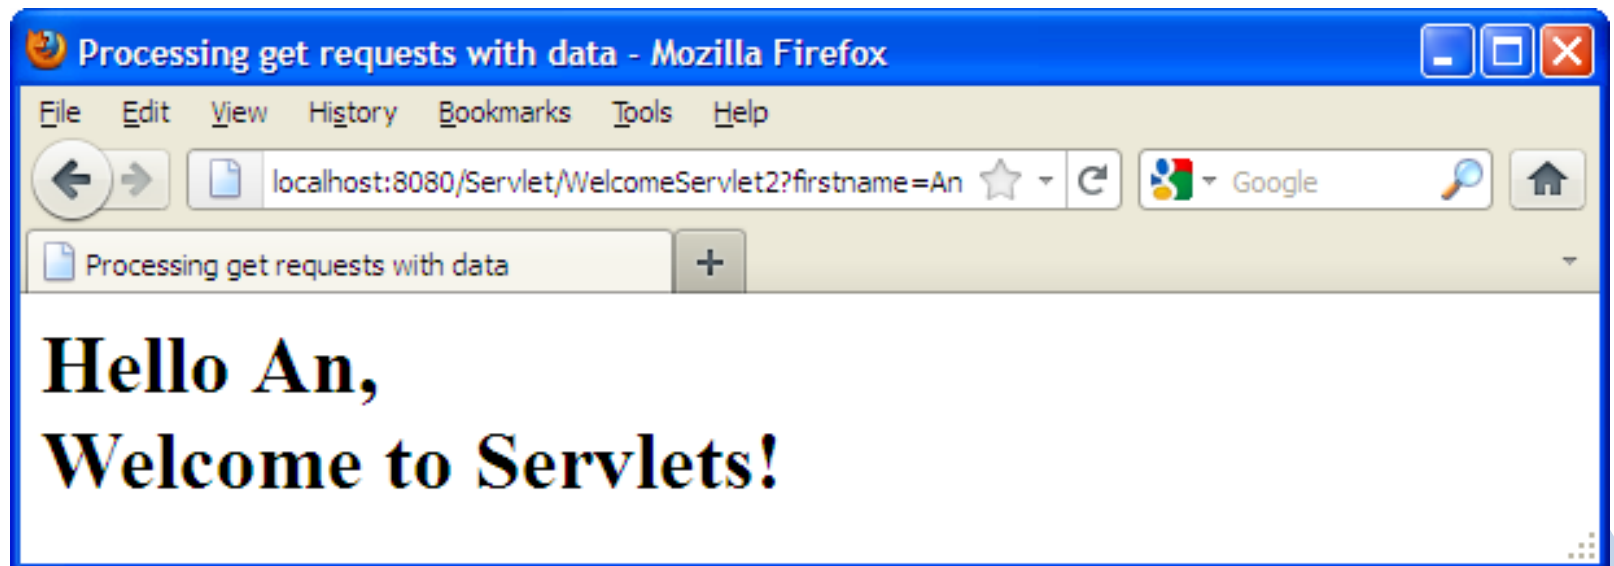 Processing get requests with data - Mozilla Firefox
File Edit View History Bookmarks Tools Help
localhost:8080/Servlet/WelcomeServlet2?firstname=An Google
Processing get requests with data
Hello An,
Welcome to Servlets!